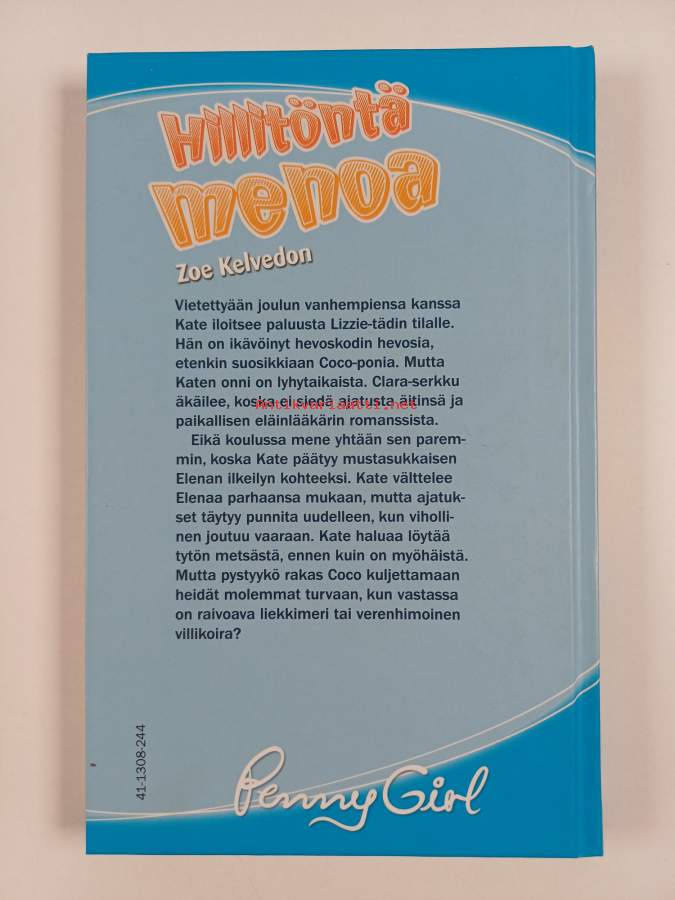 Hillitöntä
menoa
Zoe Kelvedon
Vietettyään joulun vanhempiensa kanssa
Kate iloitsee paluusta Lizzie-tädin tilalle.
Hän on ikävöinyt hevoskodin hevosia,
etenkin suosikkiaan Coco-ponia. Mutta
Katen onni on lyhytaikaista. Clara-serkku
äkäilee, koska ei siedä ajatusta äitinsä ja
Antikvariaatti.net
paikallisen eläinlääkärin romanssista.
Eikä koulussa mene yhtään sen parem-
min, koska Kate päätyy mustasukkaisen
Elenan ilkeilyn kohteeksi. Kate välttelee
Elenaa parhaansa mukaan, mutta ajatuk-
set täytyy punnita uudelleen, kun viholli-
nen joutuu vaaraan. Kate haluaa löytää
tytön metsästä, ennen kuin on myöhäistä.
Mutta pystyykö rakas Coco kuljettamaan
heidät molemmat turvaan, kun vastassa
on raivoava liekkimeri tai verenhimoinen
villikoira?
41-1308-244
Penny Girl